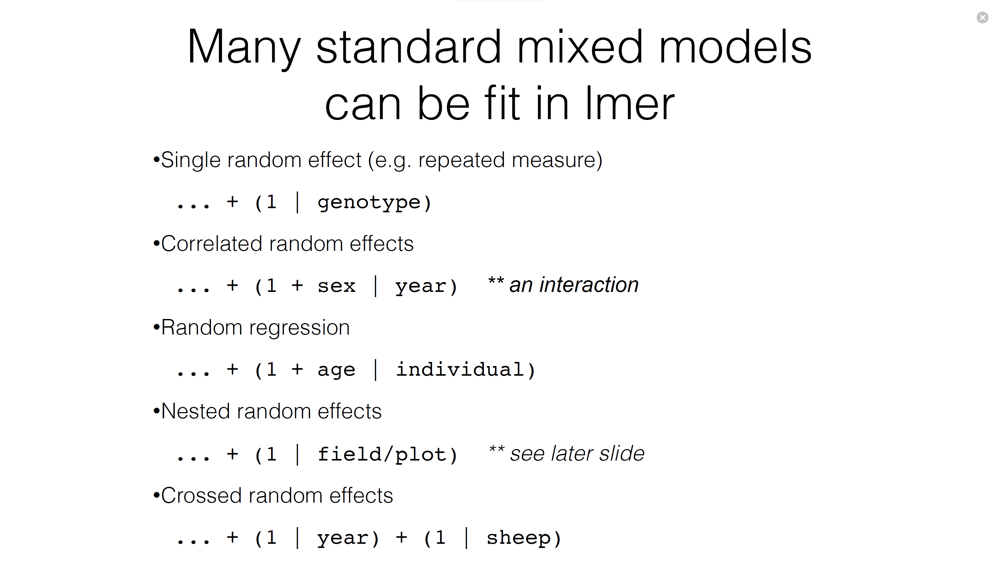 Many standard mixed models
can be fit in lmer
•Single random effect (e.g. repeated measure)
... + (1 | genotype)
•Correlated random effects
... + (1 + sex | year) ** an interaction
•Random regression
... + (1 + age | individual)
•Nested random effects
... + (1 | field/plot) ** see later slide
•Crossed random effects
... + (1 | year) + (1 | sheep)